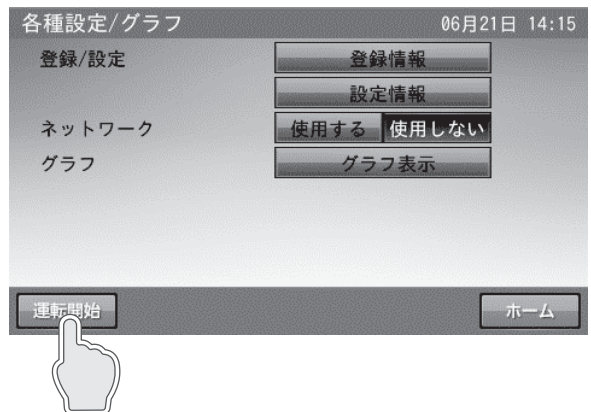 各種設定/グラフ 06月21日 14:15
登録/設定 登録情報
設定情報
ネットワーク 使用する 使用しない
グラフ グラフ表示
運転開始 ホーム